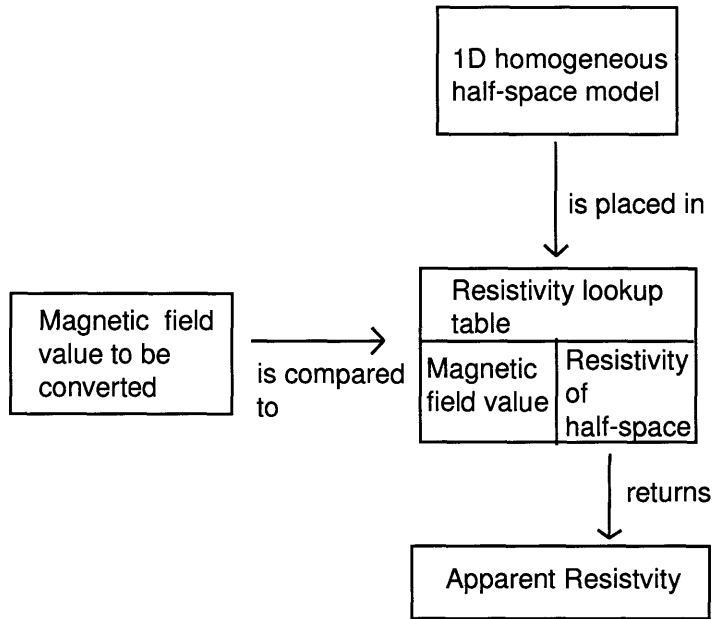 1D homogeneous
half-space model
is placed in
Resistivity lookup
table
Magnetic field
value to be
converted
is compared
to
Magnetic
field value
Resistivity
of
half-space
returns
Apparent Resistvity